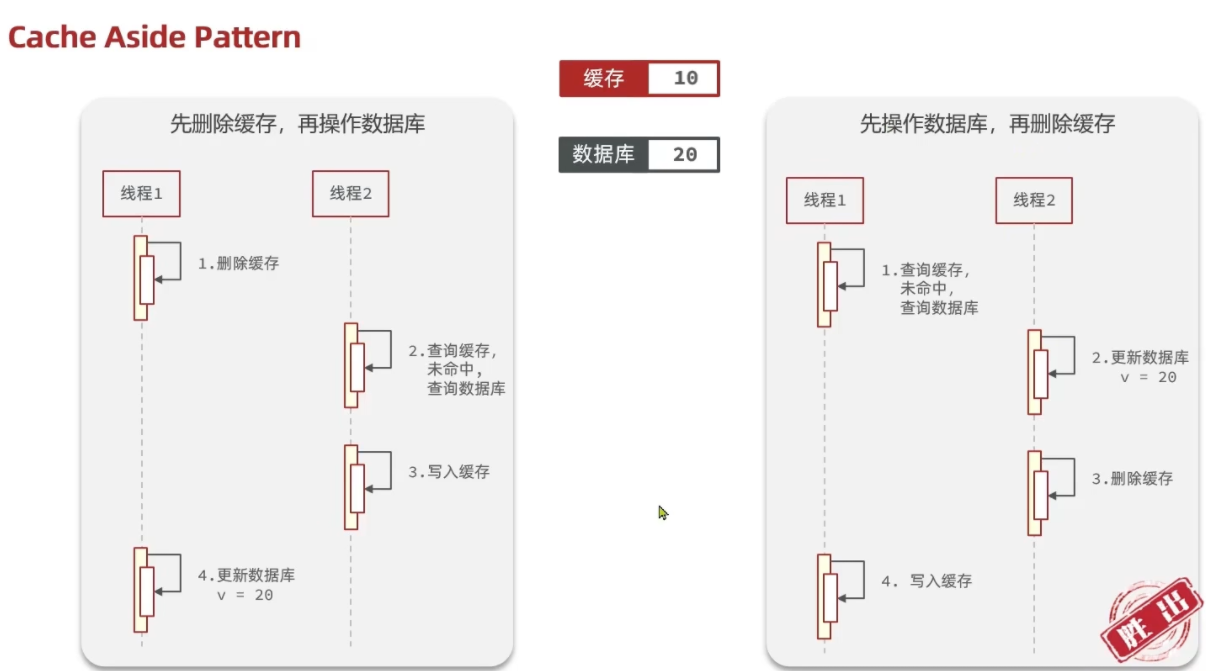 Cache Aside Pattern
缓存 10
数据库 20
先删除缓存，再操作数据库
线程1
线程2
1.删除缓存
2.查询缓存，
未命中，
查询数据库
3.写入缓存
4.更新数据库
v = 20
先操作数据库，再删除缓存
线程1
线程2
1.查询缓存，
未命中，
查询数据库
2.更新数据库
v = 20
3.删除缓存
4. 写入缓存
胜出